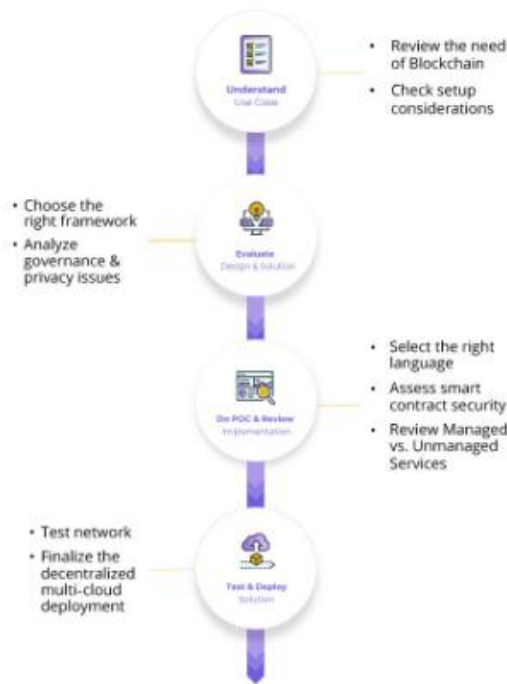 Understand
Use Case
• Review the need
of Blockchain
• Check setup
considerations
• Choose the
right framework
• Analyze
governance &
privacy issues
Evaluate
Design & Solution
Do POC & Review
Implementation
• Select the right
language
• Assess smart
contract security
• Review Managed
vs. Unmanaged
Services
• Test network
• Finalize the
decentralized
multi-cloud
deployment
Test & Deploy
Solution